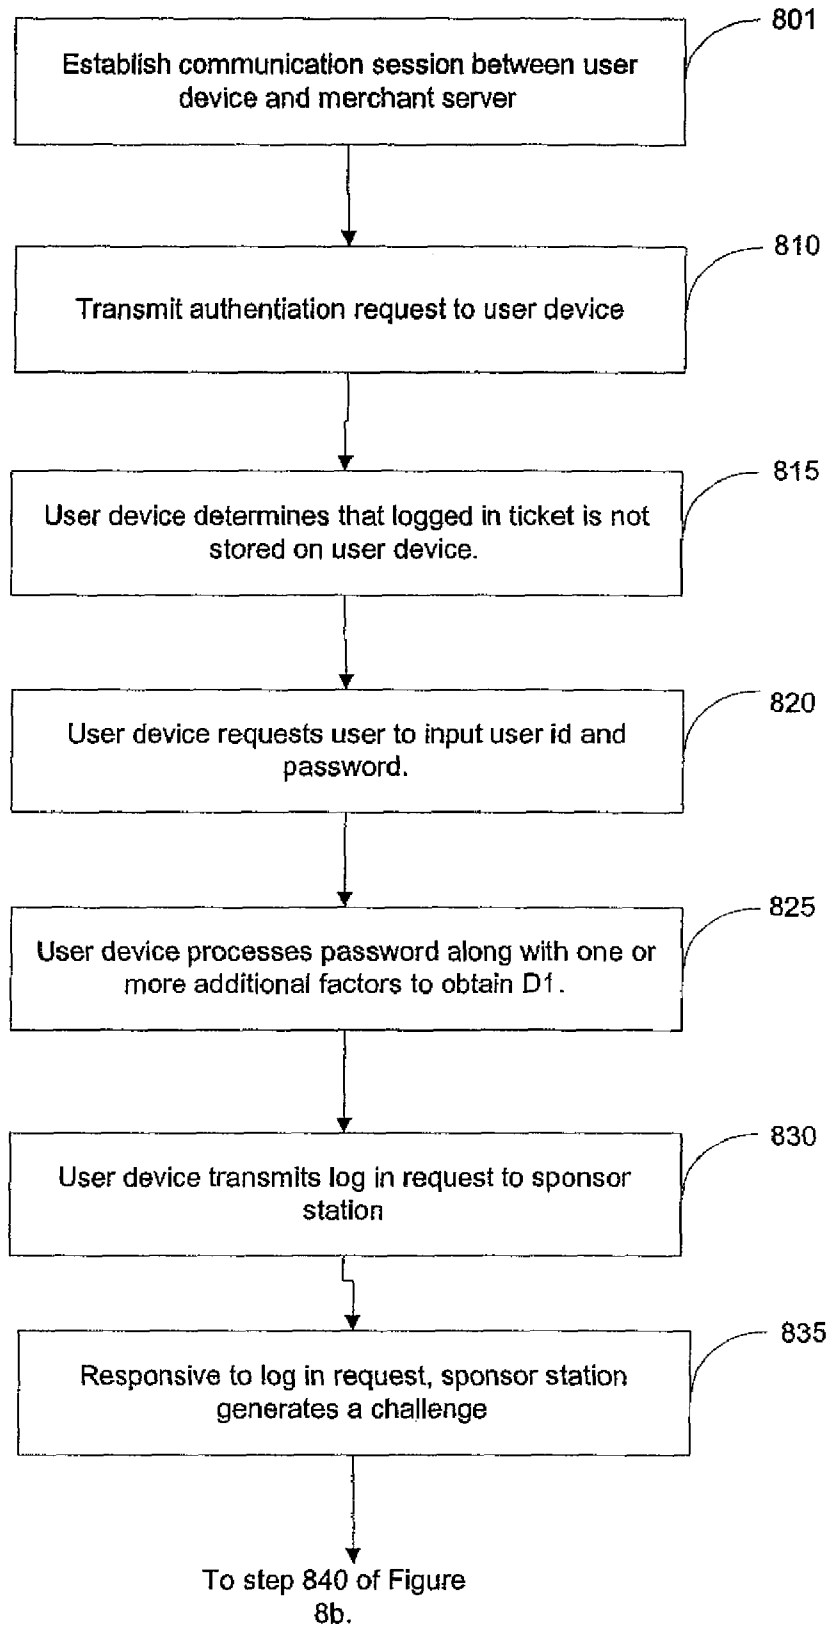 801
Establish communication session between user
device and merchant server
810
Transmit authentiation request to user device
815
User device determines that logged in ticket is not
stored on user device.
820
User device requests user to input user id and
password.
825
User device processes password along with one or
more additional factors to obtain D1.
830
User device transmits log in request to sponsor
station
835
Responsive to log in request, sponsor station
generates a challenge
To step 840 of Figure
8b.